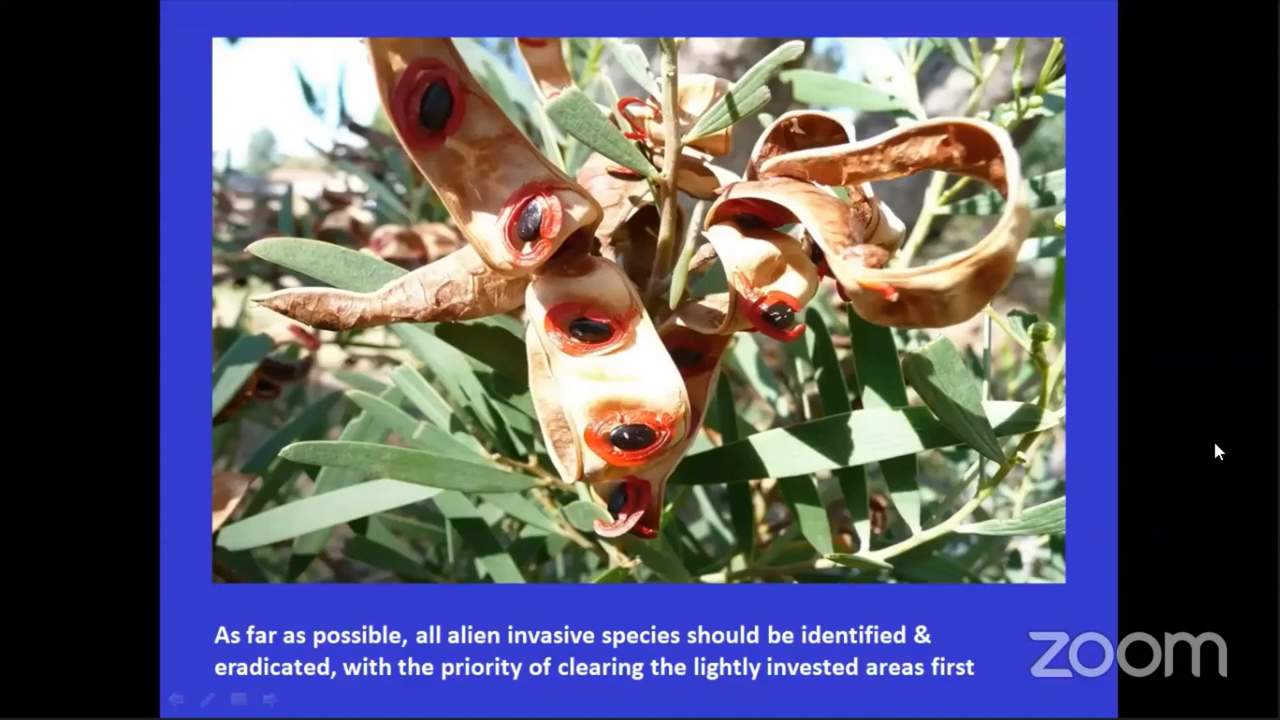 As far as possible, all alien invasive species should be identified &
eradicated, with the priority of clearing the lightly invested areas first
zoom